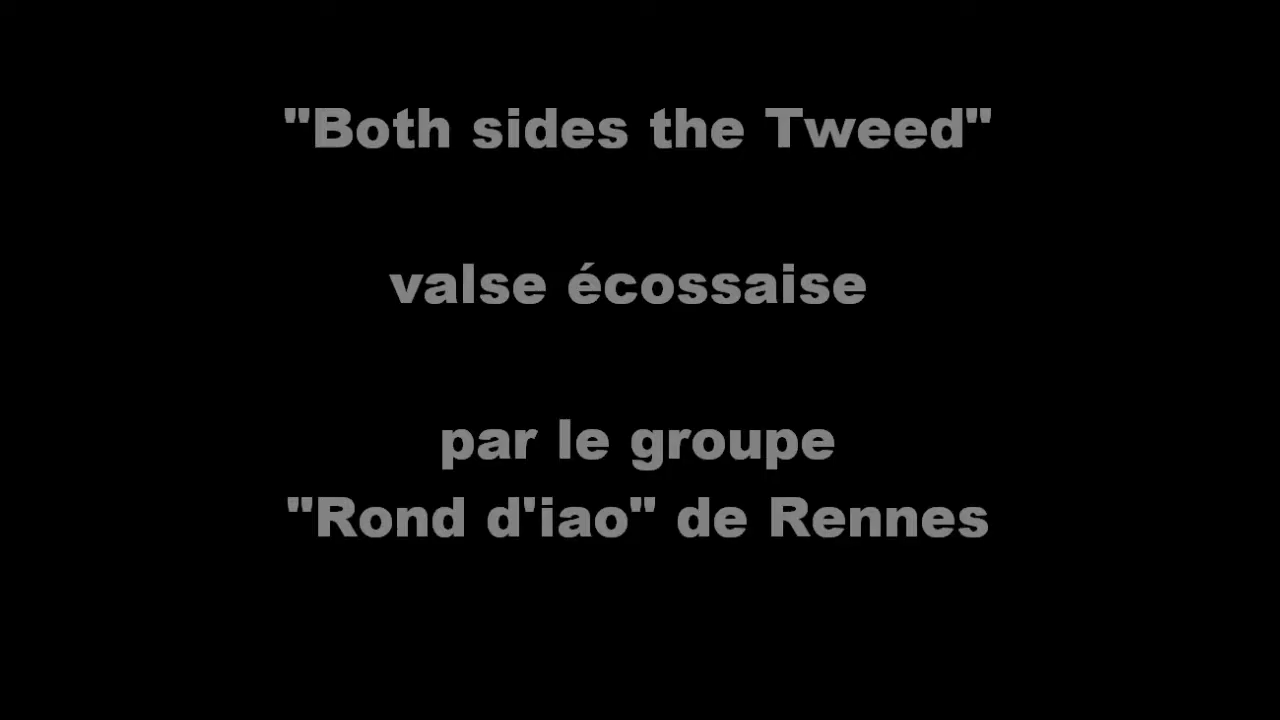 "Both sides the Tweed"
valse écossaise
par le groupe
"Rond d'iao" de Rennes